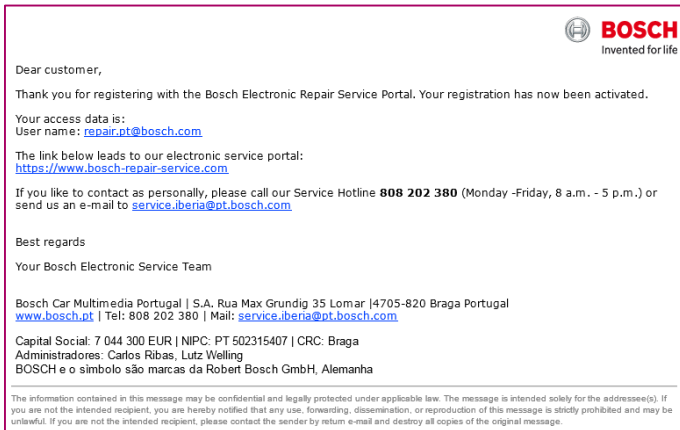 BOSCH
Invented for life
Dear customer,
Thank you for registering with the Bosch Electronic Repair Service Portal. Your registration has now been activated.
Your access data is:
User name: repair.pt@bosch.com
The link below leads to our electronic service portal:
https://www.bosch-repair-service.com
If you like to contact as personally, please call our Service Hotline 808 202 380 (Monday -Friday, 8 a.m. - 5 p.m.) or
send us an e-mail to service.iberia@pt.bosch.com
Best regards
Your Bosch Electronic Service Team
Bosch Car Multimedia Portugal | S.A. Rua Max Grundig 35 Lomar |4705-820 Braga Portugal
www.bosch.pt | Tel: 808 202 380 | Mail: service.iberia@pt.bosch.com
Capital Social: 7 044 300 EUR | NIPC: PT 502315407 | CRC: Braga
Administradores: Carlos Ribas, Lutz Welling
BOSCH e o simbolo são marcas da Robert Bosch GmbH, Alemanha
The information contained in this message may be confidential and legally protected under applicable law. The message is intended solely for the addressee(s). If
you are not the intended recipient, you are hereby notified that any use, forwarding, dissemination, or reproduction of this message is strictly prohibited and may be
unlawful. If you are not the intended recipient, please contact the sender by return e-mail and destroy all copies of the original message.